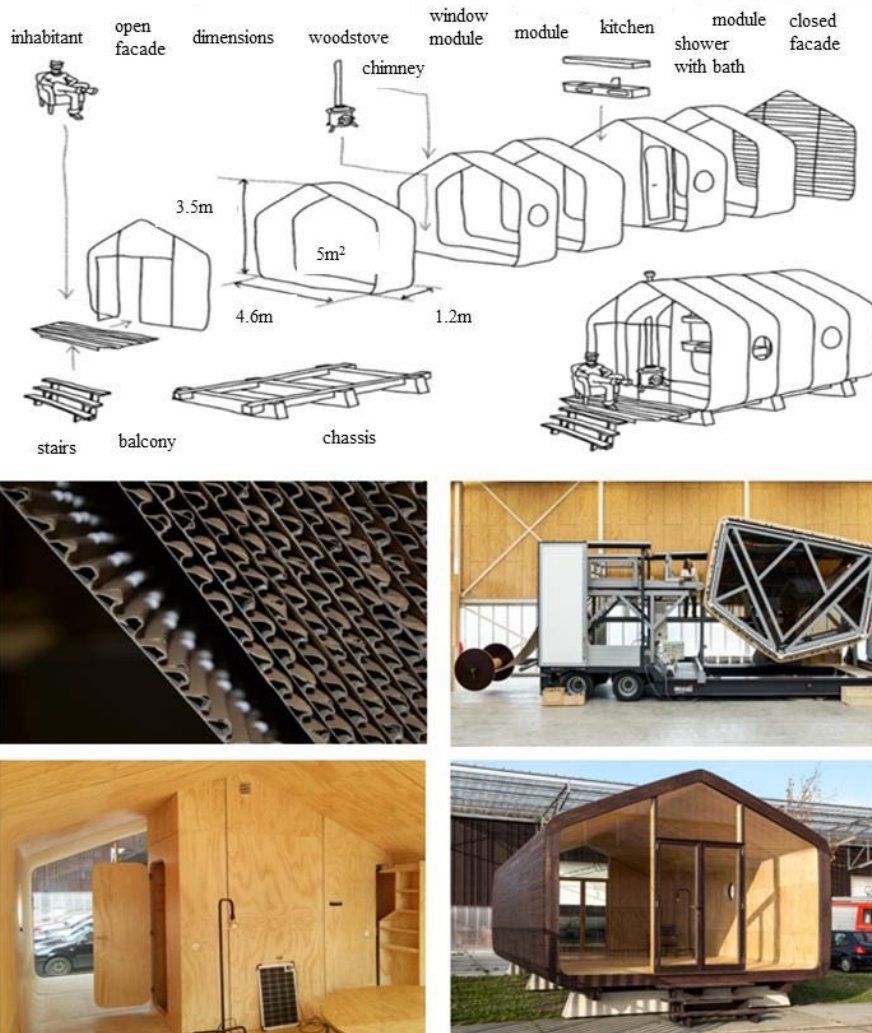 inhabitant
open
facade
dimensions
woodstove
chimney
window
module
module
kitchen
module
shower
with bath
closed
facade
3.5m
5m²
4.6m
1.2m
stairs
balcony
chassis